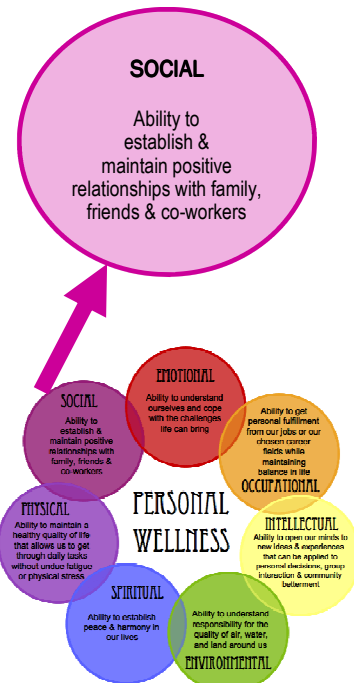 SOCIAL
Ability to
establish &
maintain positive
relationships with family,
friends & co-workers
EMOTIONAL
Ability to understand
ourselves and cope
with the challenges
life can bring
SOCIAL
Ability to
establish &
maintain positive
relationships with
family, friends &
co-workers
Ability to get
personal fulfillment
from our jobs or our
chosen career
fields while
maintaining
balance in life
OCCUPATIONAL
PERSONAL
WELLNESS
PHYSICAL
Ability to maintain a
healthy quality of life
that allows us to get
through daily tasks
without undue fatigue
or physical stress
INTELLECTUAL
Ability to open our minds to
new ideas & experiences
that can be applied to
personal decisions, group
interaction & community
betterment
SPIRITUAL
Ability to establish
peace & harmony in
our lives
Ability to understand
responsibility for the
quality of air, water,
and land around us
ENVIRONMENTAL